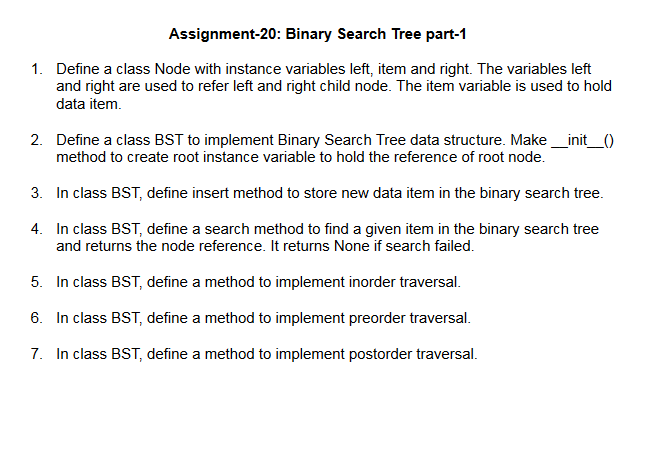 Assignment-20: Binary Search Tree part-1
1. Define a class Node with instance variables left, item and right. The variables left
and right are used to refer left and right child node. The item variable is used to hold
data item.
2. Define a class BST to implement Binary Search Tree data structure. Make __init__()
method to create root instance variable to hold the reference of root node.
3. In class BST, define insert method to store new data item in the binary search tree.
4. In class BST, define a search method to find a given item in the binary search tree
and returns the node reference. It returns None if search failed.
5. In class BST, define a method to implement inorder traversal.
6. In class BST, define a method to implement preorder traversal.
7. In class BST, define a method to implement postorder traversal.